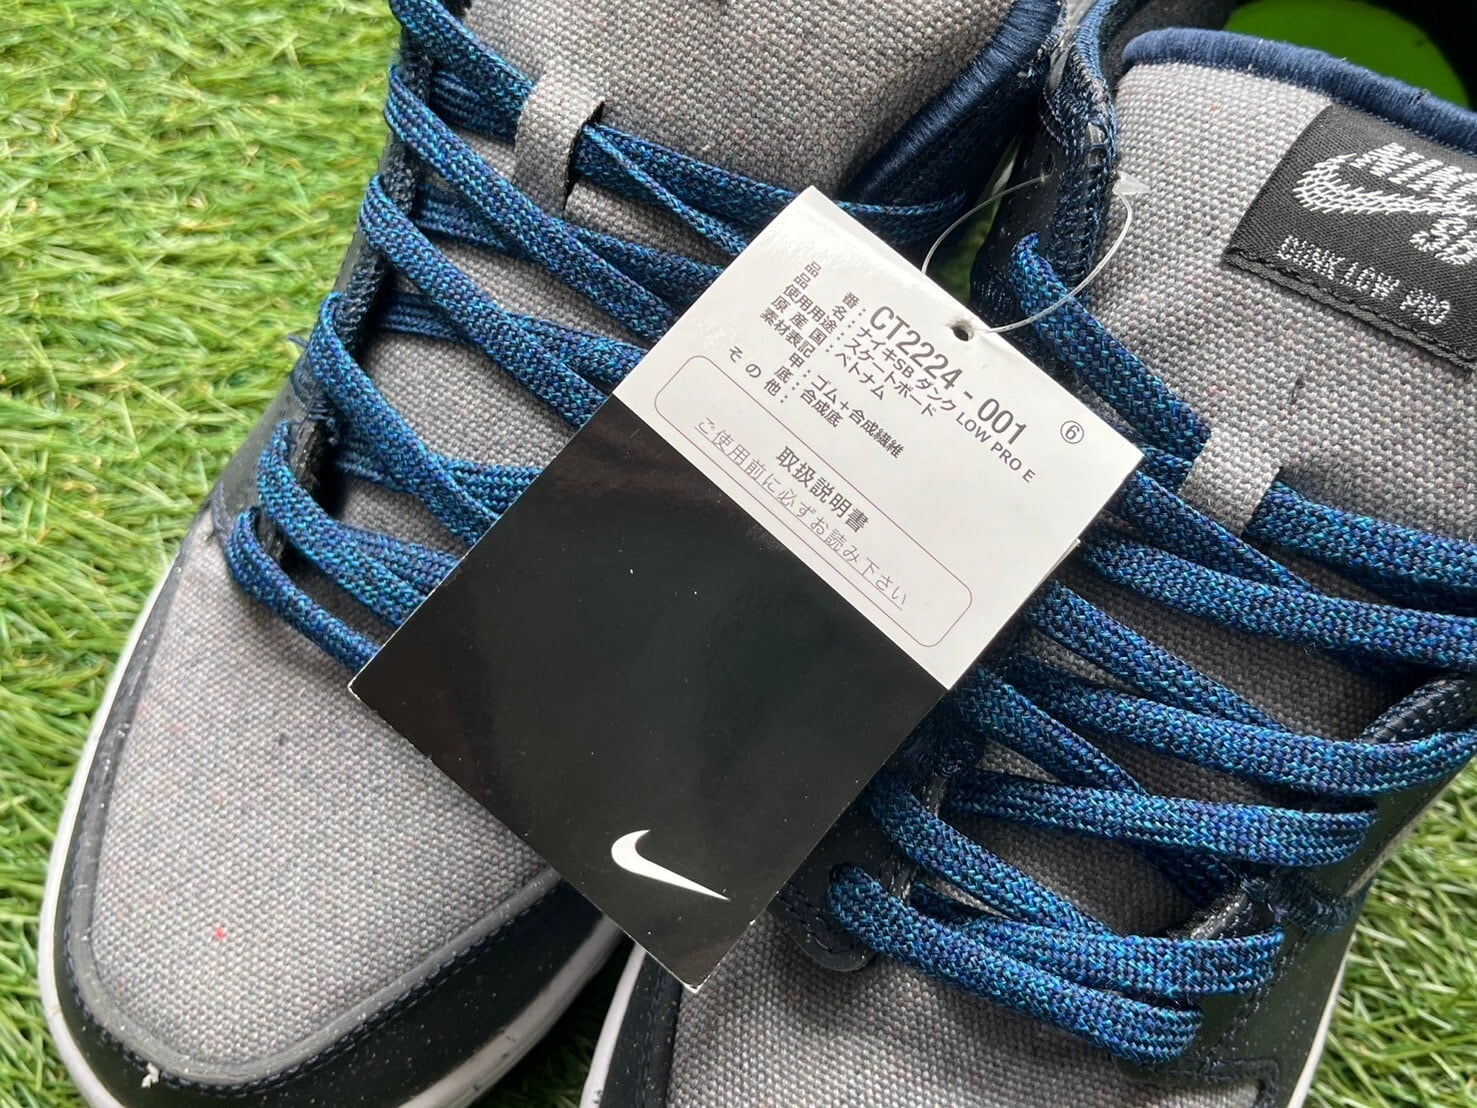 品番：CT2224-001 ⑥
品名：ナイキSB ダンク LOW PRO E
使用用途：スケートボード
原産国：ベトナム
素材表記
甲：ゴム+合成繊維
底：合成底
その他：
取扱説明書
ご使用前に必ずお読み下さい
DUNK LOW PRO